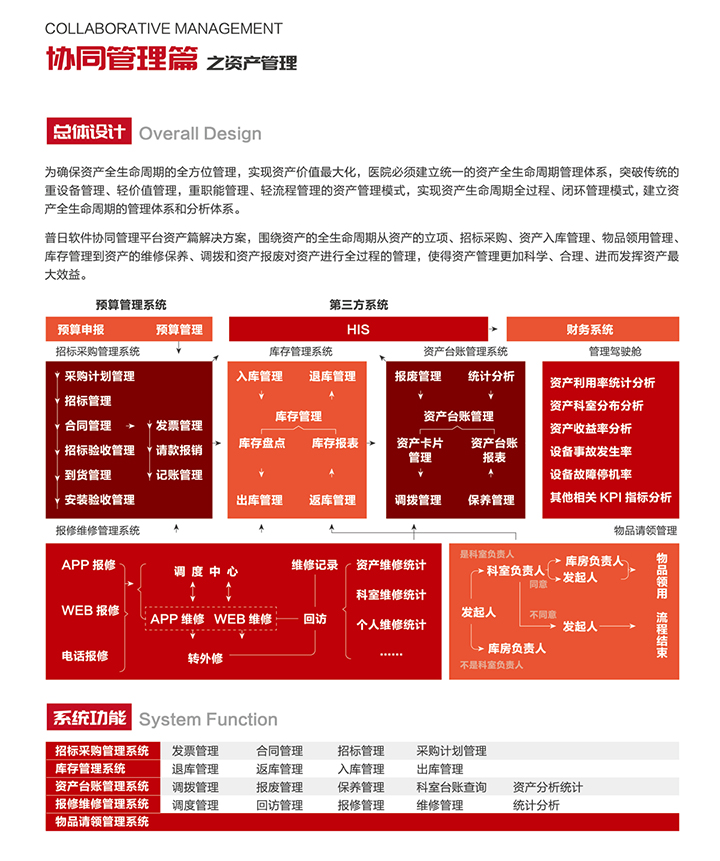 COLLABORATIVE MANAGEMENT
协同管理篇 之资产管理
总体设计 Overall Design
为确保资产全生命周期的全方位管理，实现资产价值最大化，医院必须建立统一的资产全生命周期管理体系，突破传统的
重设备管理、轻价值管理，重职能管理、轻流程管理的资产管理模式，实现资产生命周期全过程、闭环管理模式，建立资
产全生命周期的管理体系和分析体系。
普日软件协同管理平台资产篇解决方案，围绕资产的全生命周期从资产的立项、招标采购、资产入库管理、物品领用管理、
库存管理到资产的维修保养、调拨和资产报废对资产进行全过程的管理，使得资产管理更加科学、合理、进而发挥资产最
大效益。
预算管理系统 第三方系统
预算申报 预算管理 HIS 财务系统
招标采购管理系统 库存管理系统 资产台账管理系统 管理驾驶舱
采购计划管理
招标管理
合同管理 发票管理
招标验收管理 请款报销
到货管理 记账管理
安装验收管理
入库管理 退库管理
库存管理
库存盘点 库存报表
出库管理 返库管理
报废管理 统计分析
资产台账管理
资产卡片 资产台账
管理 报表
调拨管理 保养管理
资产利用率统计分析
资产科室分布分析
资产收益率分析
设备事故发生率
设备故障停机率
其他相关 KPI 指标分析
报修维修管理系统 物品请领管理
APP 报修
WEB 报修
电话报修
调 度 中 心
APP 维修 WEB 维修
转外修
维修记录
回访
资产维修统计
科室维修统计
个人维修统计
······
是科室负责人
科室负责人
库房负责人
发起人
同意
发起人
不同意
发起人
库房负责人
不是科室负责人
物品领用 流程结束
系统功能 System Function
招标采购管理系统 发票管理 合同管理 招标管理 采购计划管理
库存管理系统 退库管理 返库管理 入库管理 出库管理
资产台账管理系统 调拨管理 报废管理 保养管理 科室台账查询 资产分析统计
报修维修管理系统 调度管理 回访管理 报修管理 维修管理 统计分析
物品请领管理系统